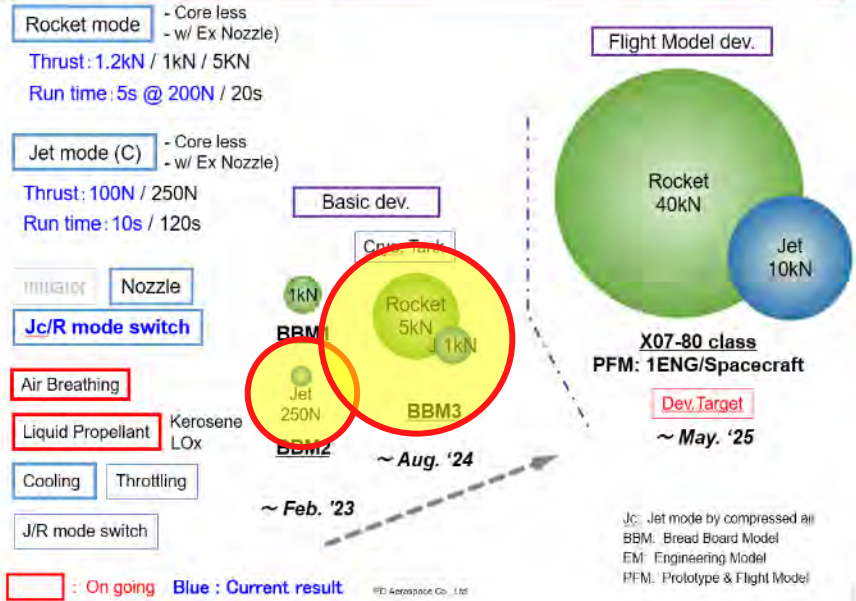 Rocket mode
- Core less
- w/ Ex Nozzle)
Thrust:1.2kN / 1kN / 5KN
Run time:5s @ 200N / 20s
Jet mode (C)
- Core less
- w/ Ex Nozzle)
Thrust:100N / 250N
Run time:10s / 120s
Initiator
Nozzle
Jc/R mode switch
Air Breathing
Liquid Propellant
Kerosene
LOx
Cooling
Throttling
J/R mode switch
: On going
Blue : Current result
PD Aerospace Co., Ltd
Basic dev.
Cryo. Tank
1kN
BBM1
Rocket
5kN
J 1kN
Jet
250N
BBM2
BBM3
~ Aug. '24
~ Feb. '23
Flight Model dev.
Rocket
40kN
Jet
10kN
X07-80 class
PFM: 1ENG/Spacecraft
Dev.Target
~ May. '25
Jc: Jet mode by compressed air
BBM: Bread Board Model
EM: Engineering Model
PFM: Prototype & Flight Model